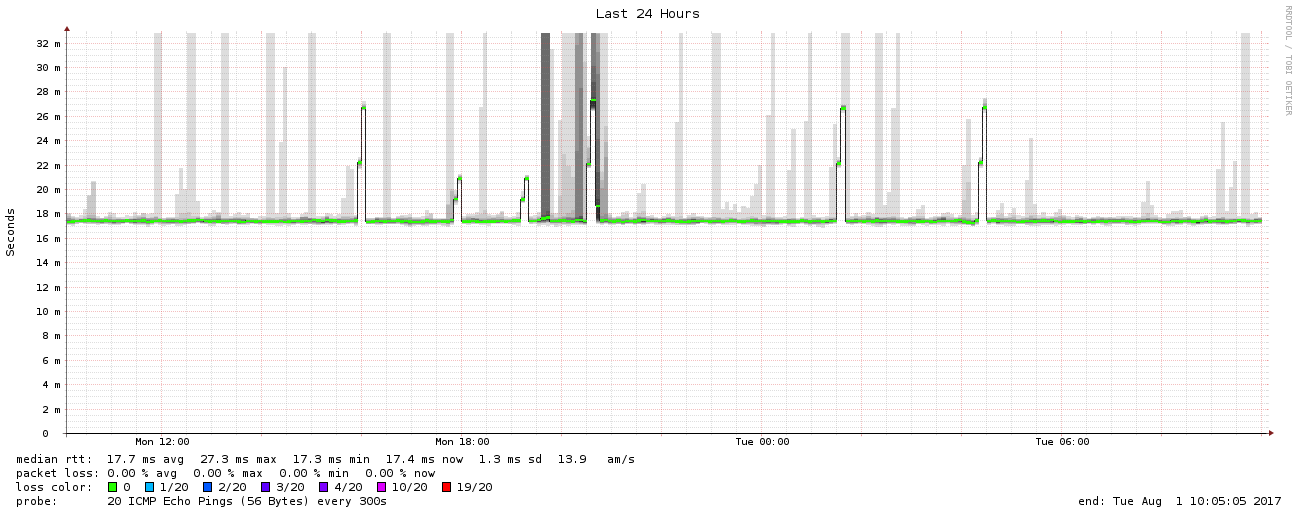 Last 24 Hours
RRDTOOL / TOBI OETIKER
Seconds
32 m
30 m
28 m
26 m
24 m
22 m
20 m
18 m
16 m
14 m
12 m
10 m
8 m
6 m
4 m
2 m
0
Mon 12:00 Mon 18:00 Tue 00:00 Tue 06:00
median rtt: 17.7 ms avg 27.3 ms max 17.3 ms min 17.4 ms now 1.3 ms sd 13.9 am/s
packet loss: 0.00 % avg 0.00 % max 0.00 % min 0.00 % now
loss color: 0 1/20 2/20 3/20 4/20 10/20 19/20
probe: 20 ICMP Echo Pings (56 Bytes) every 300s end: Tue Aug 1 10:05:05 2017